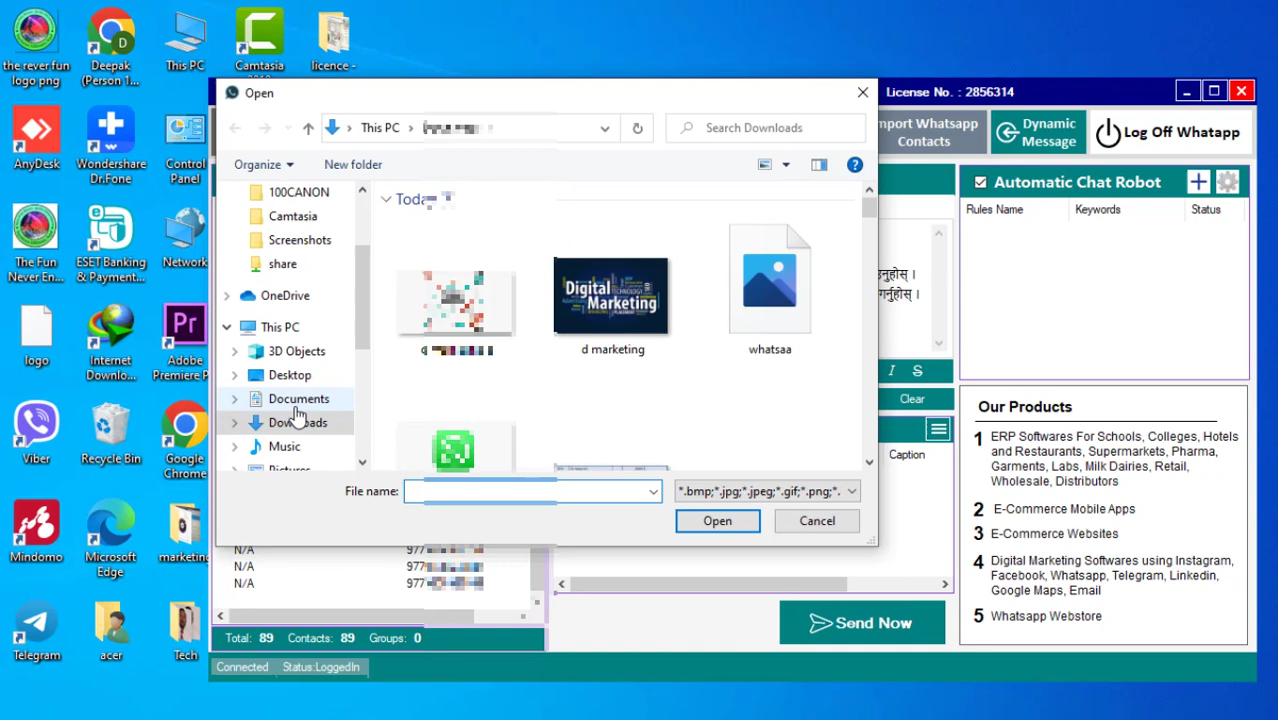 the rever fun
logo png
Deepak
(Person 1...
This PC
Camtasia
licence -
AnyDesk
Wondershare
Dr.Fone
Control
Panel
The Fun
Never En...
ESET Banking
& Payment...
Network
logo
Internet
Downlo...
Adobe
Premiere P
Viber
Recycle Bin
Google
Chrome
Mindomo
Microsoft
Edge
marketing
Telegram
acer
Tech
License No. : 2856314
Open
This PC
Search Downloads
Organize
New folder
100CANON
Camtasia
Screenshots
share
OneDrive
This PC
3D Objects
Desktop
Documents
Downloads
Music
Pictures
Digital
Marketing
d marketing
whatsaa
File name:
*.bmp;*.jpg;*.jpeg;*.gif;*.png;*.
Open
Cancel
Import Whatsapp
Contacts
Dynamic
Message
Log Off Whatapp
Automatic Chat Robot
Rules Name
Keywords
Status
I S
Clear
Caption
Our Products
1 ERP Softwares For Schools, Colleges, Hotels
and Restaurants, Supermarkets, Pharma,
Garments, Labs, Milk Dairies, Retail,
Wholesale, Distributors
2 E-Commerce Mobile Apps
3 E-Commerce Websites
4 Digital Marketing Softwares using Instagram,
Facebook, Whatsapp, Telegram, Linkedin,
Google Maps, Email
5 Whatsapp Webstore
N/A 977
N/A 977
N/A 977
Total: 89 Contacts: 89 Groups: 0
Send Now
Connected Status:LoggedIn